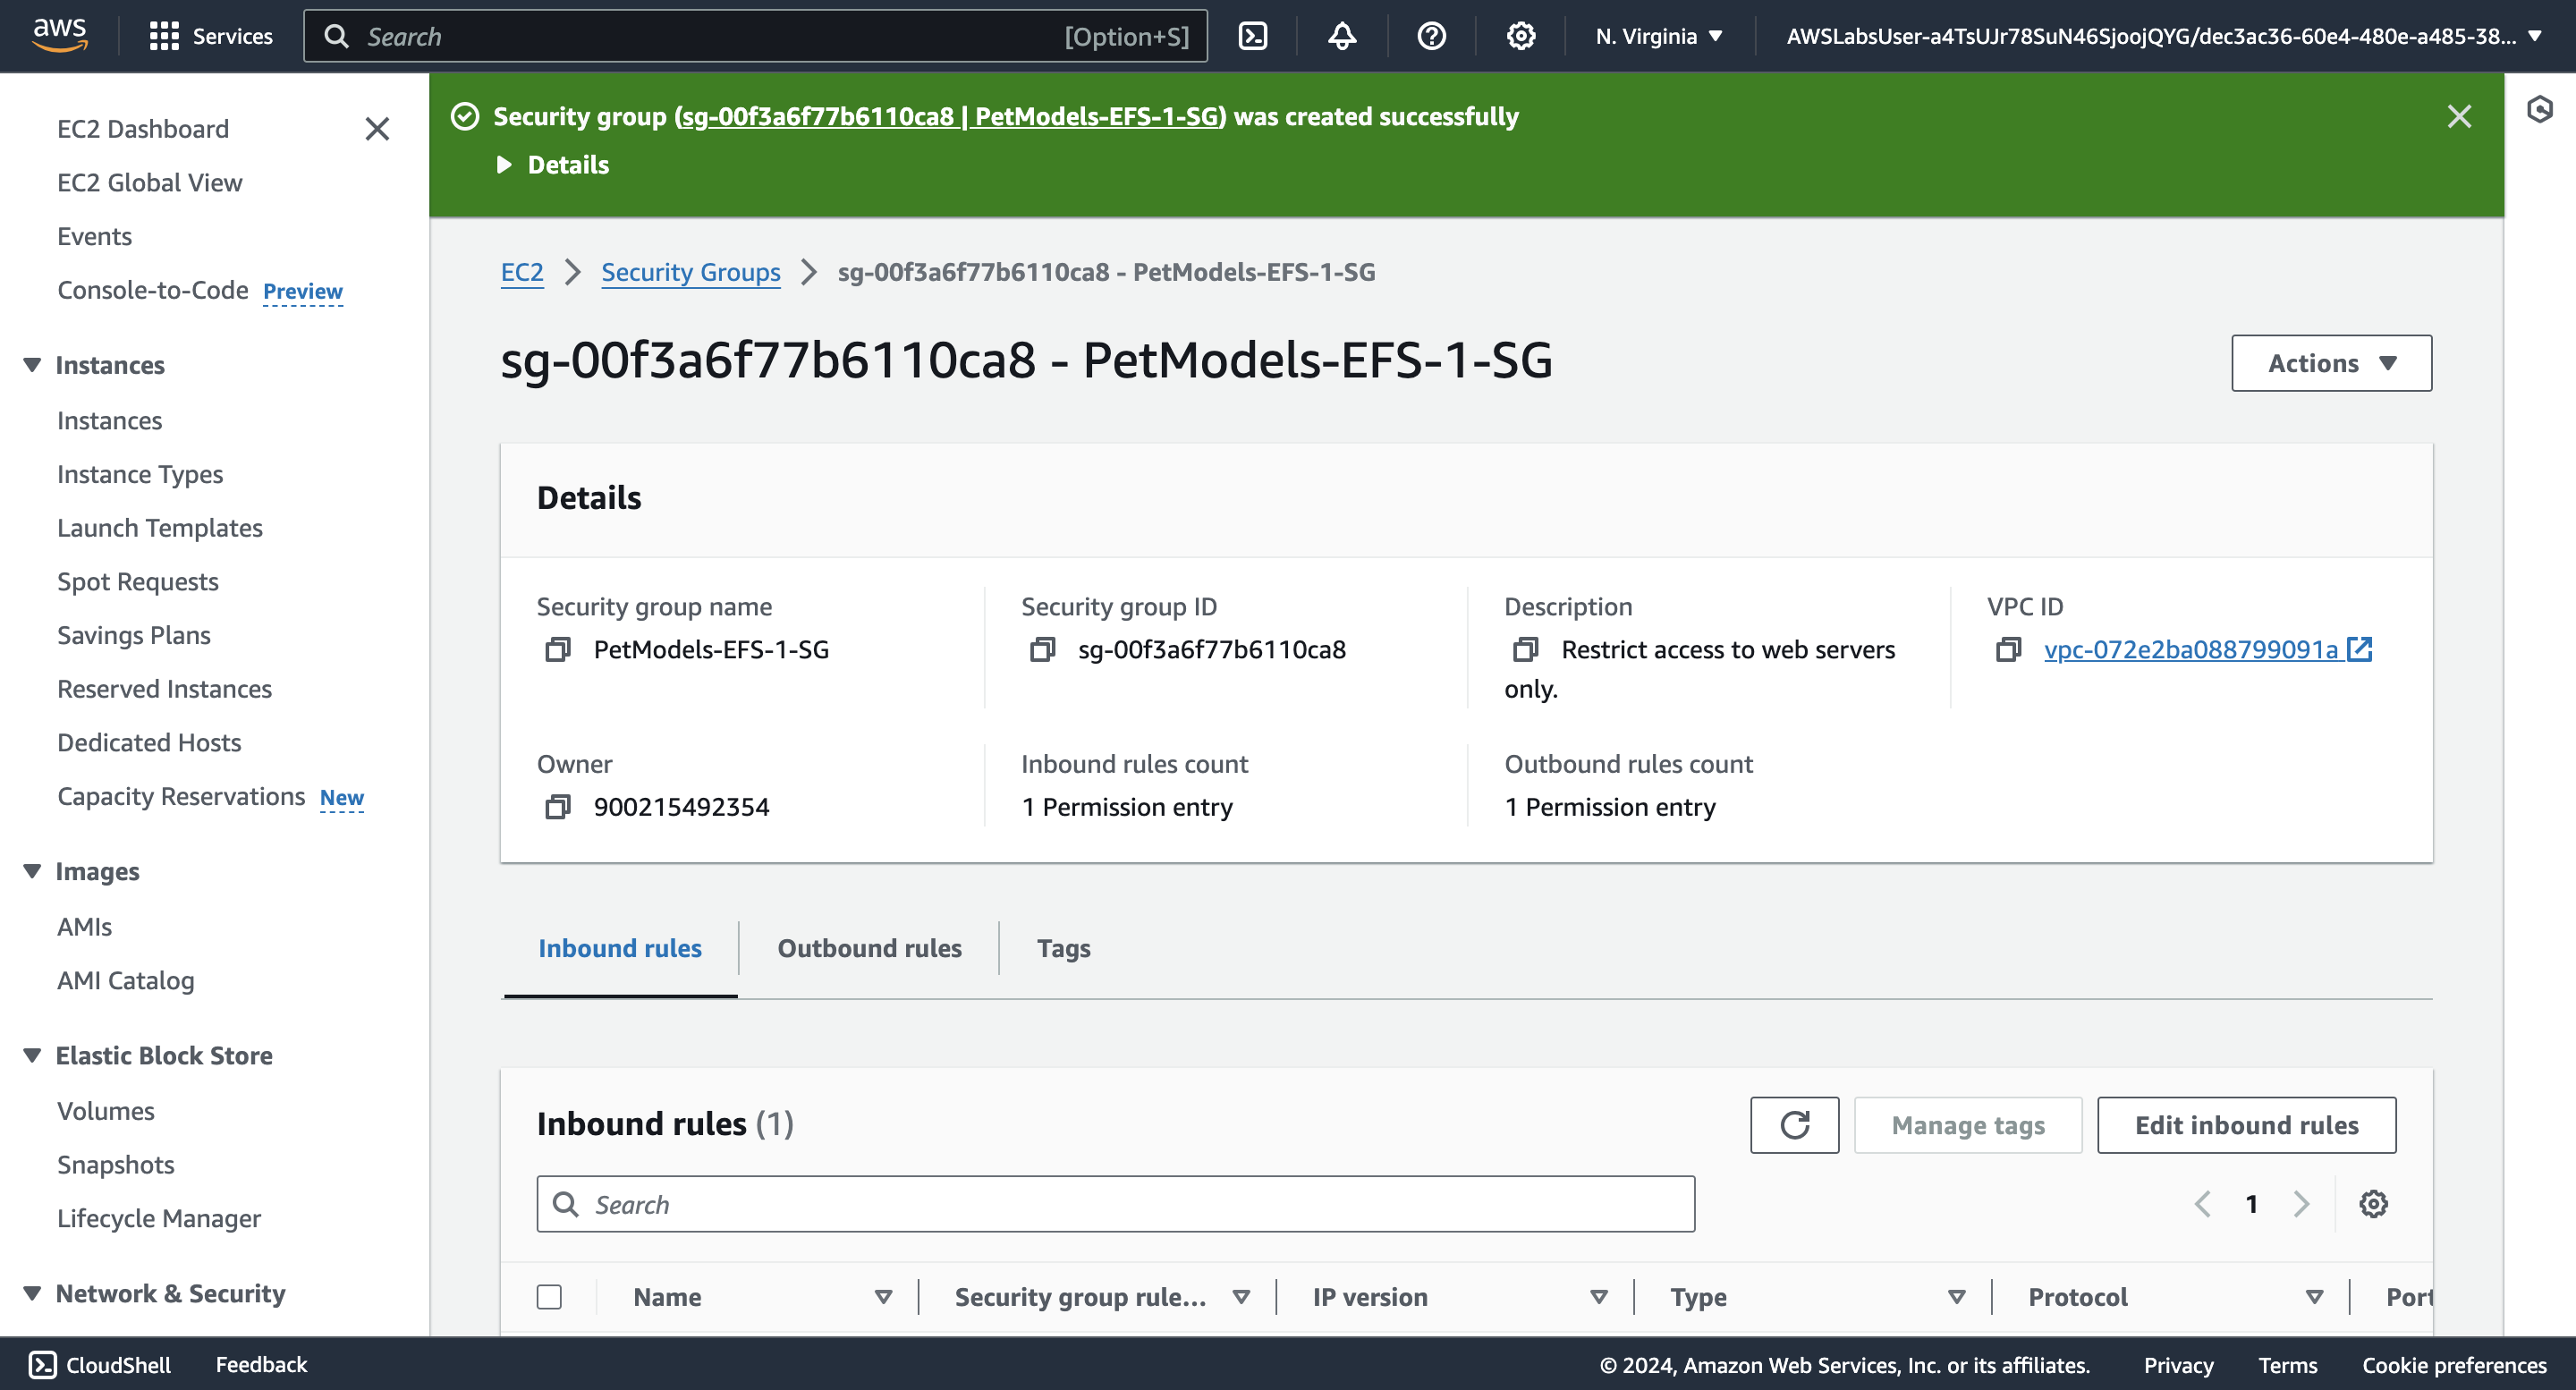 aws
Services
Search
[Option+S]
N. Virginia
AWSLabsUser-a4TsUJr78SuN46SjoojQYG/dec3ac36-60e4-480e-a485-38...
EC2 Dashboard
EC2 Global View
Events
Console-to-Code Preview
Instances
Instances
Instance Types
Launch Templates
Spot Requests
Savings Plans
Reserved Instances
Dedicated Hosts
Capacity Reservations New
Images
AMIs
AMI Catalog
Elastic Block Store
Volumes
Snapshots
Lifecycle Manager
Network & Security
Security group (sg-00f3a6f77b6110ca8 | PetModels-EFS-1-SG) was created successfully
Details
EC2
Security Groups
sg-00f3a6f77b6110ca8 - PetModels-EFS-1-SG
sg-00f3a6f77b6110ca8 - PetModels-EFS-1-SG
Actions
Details
Security group name
PetModels-EFS-1-SG
Security group ID
sg-00f3a6f77b6110ca8
Description
Restrict access to web servers
only.
VPC ID
vpc-072e2ba088799091a
Owner
900215492354
Inbound rules count
1 Permission entry
Outbound rules count
1 Permission entry
Inbound rules
Outbound rules
Tags
Inbound rules (1)
Manage tags
Edit inbound rules
Search
1
Name
Security group rule...
IP version
Type
Protocol
Port
CloudShell
Feedback
© 2024, Amazon Web Services, Inc. or its affiliates.
Privacy
Terms
Cookie preferences